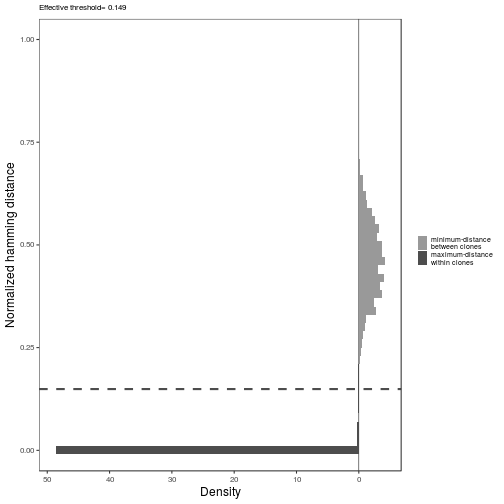 Effective threshold= 0.149
1.00
0.75
0.50
0.25
0.00
Normalized hamming distance
50
40
30
20
10
0
Density
minimum-distance
between clones
maximum-distance
within clones